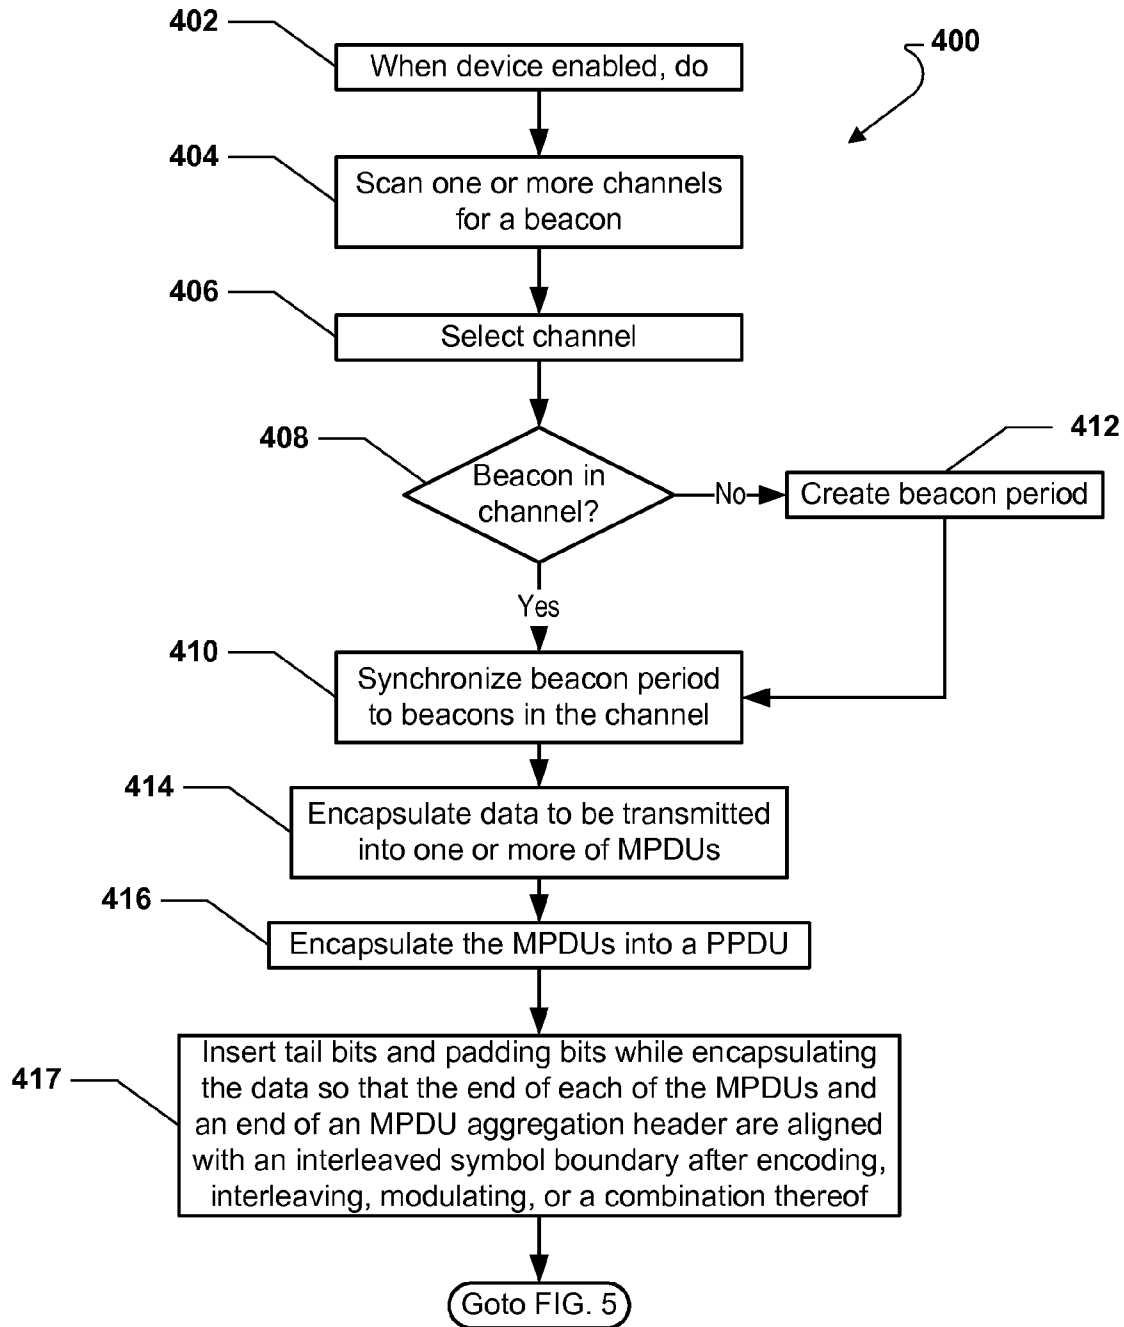 402
400
When device enabled, do
404
Scan one or more channels
for a beacon
406
Select channel
408
412
Beacon in
channel?
No
Create beacon period
Yes
410
Synchronize beacon period
to beacons in the channel
414
Encapsulate data to be transmitted
into one or more of MPDUs
416
Encapsulate the MPDUs into a PPDU
417
Insert tail bits and padding bits while encapsulating
the data so that the end of each of the MPDUs and
an end of an MPDU aggregation header are aligned
with an interleaved symbol boundary after encoding,
interleaving, modulating, or a combination thereof
Goto FIG. 5